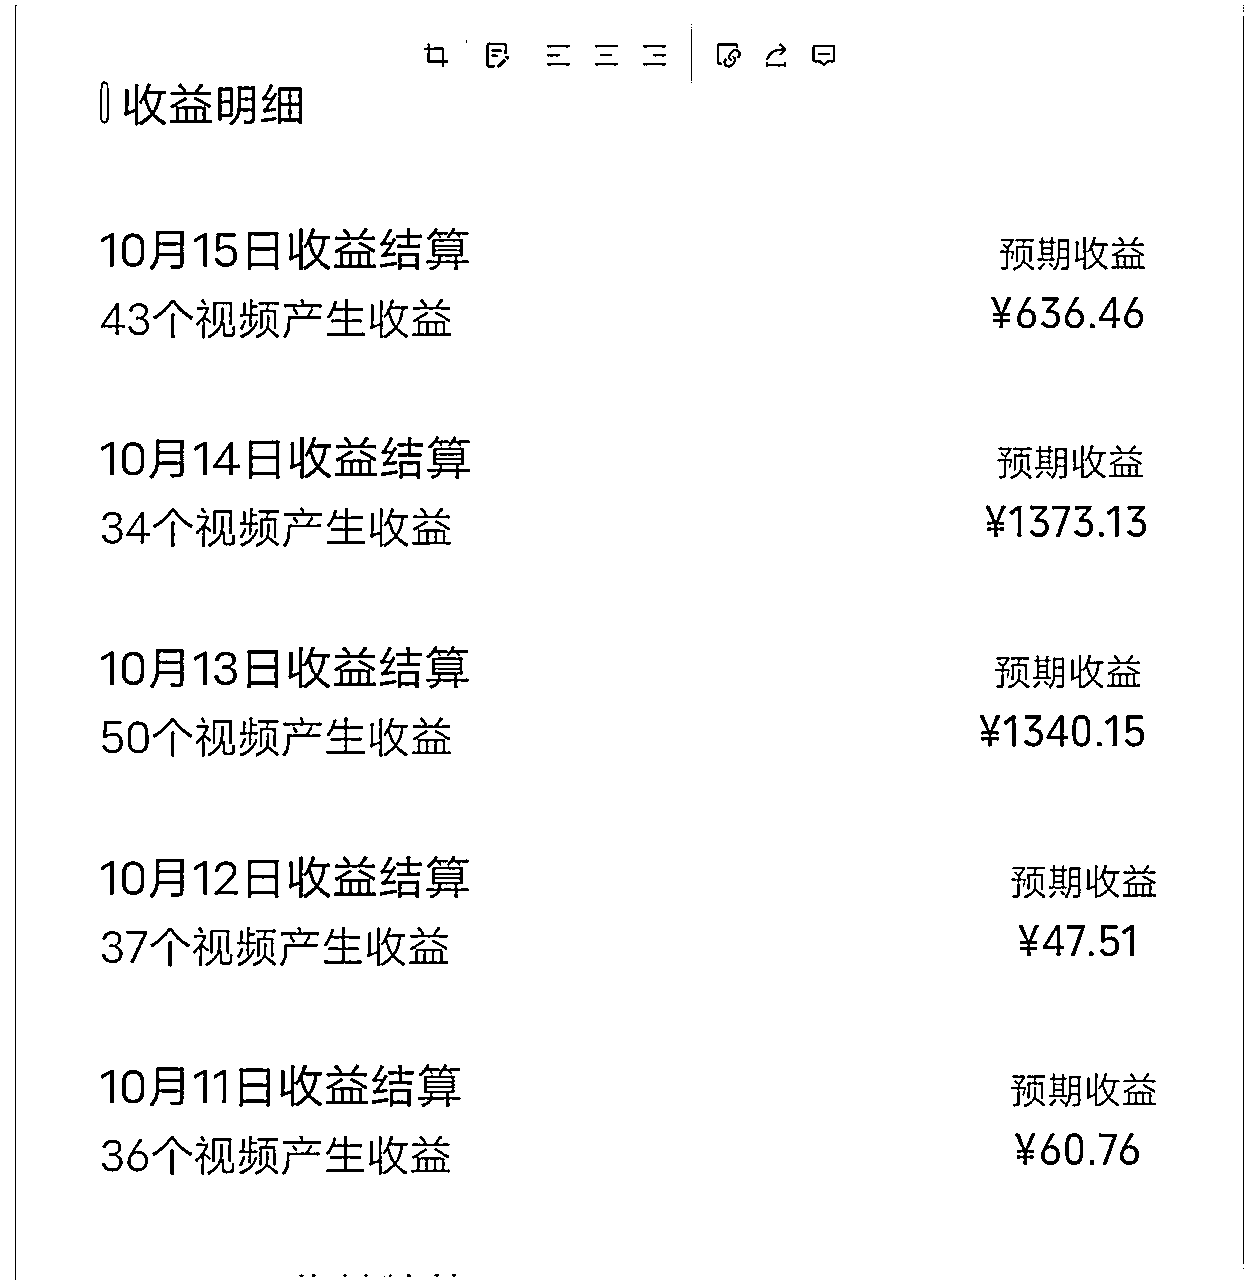 收益明细
10月15日收益结算
预期收益
43个视频产生收益
¥636.46
10月14日收益结算
预期收益
34个视频产生收益
¥1373.13
10月13日收益结算
预期收益
50个视频产生收益
¥1340.15
10月12日收益结算
预期收益
37个视频产生收益
¥47.51
10月11日收益结算
预期收益
36个视频产生收益
¥60.76